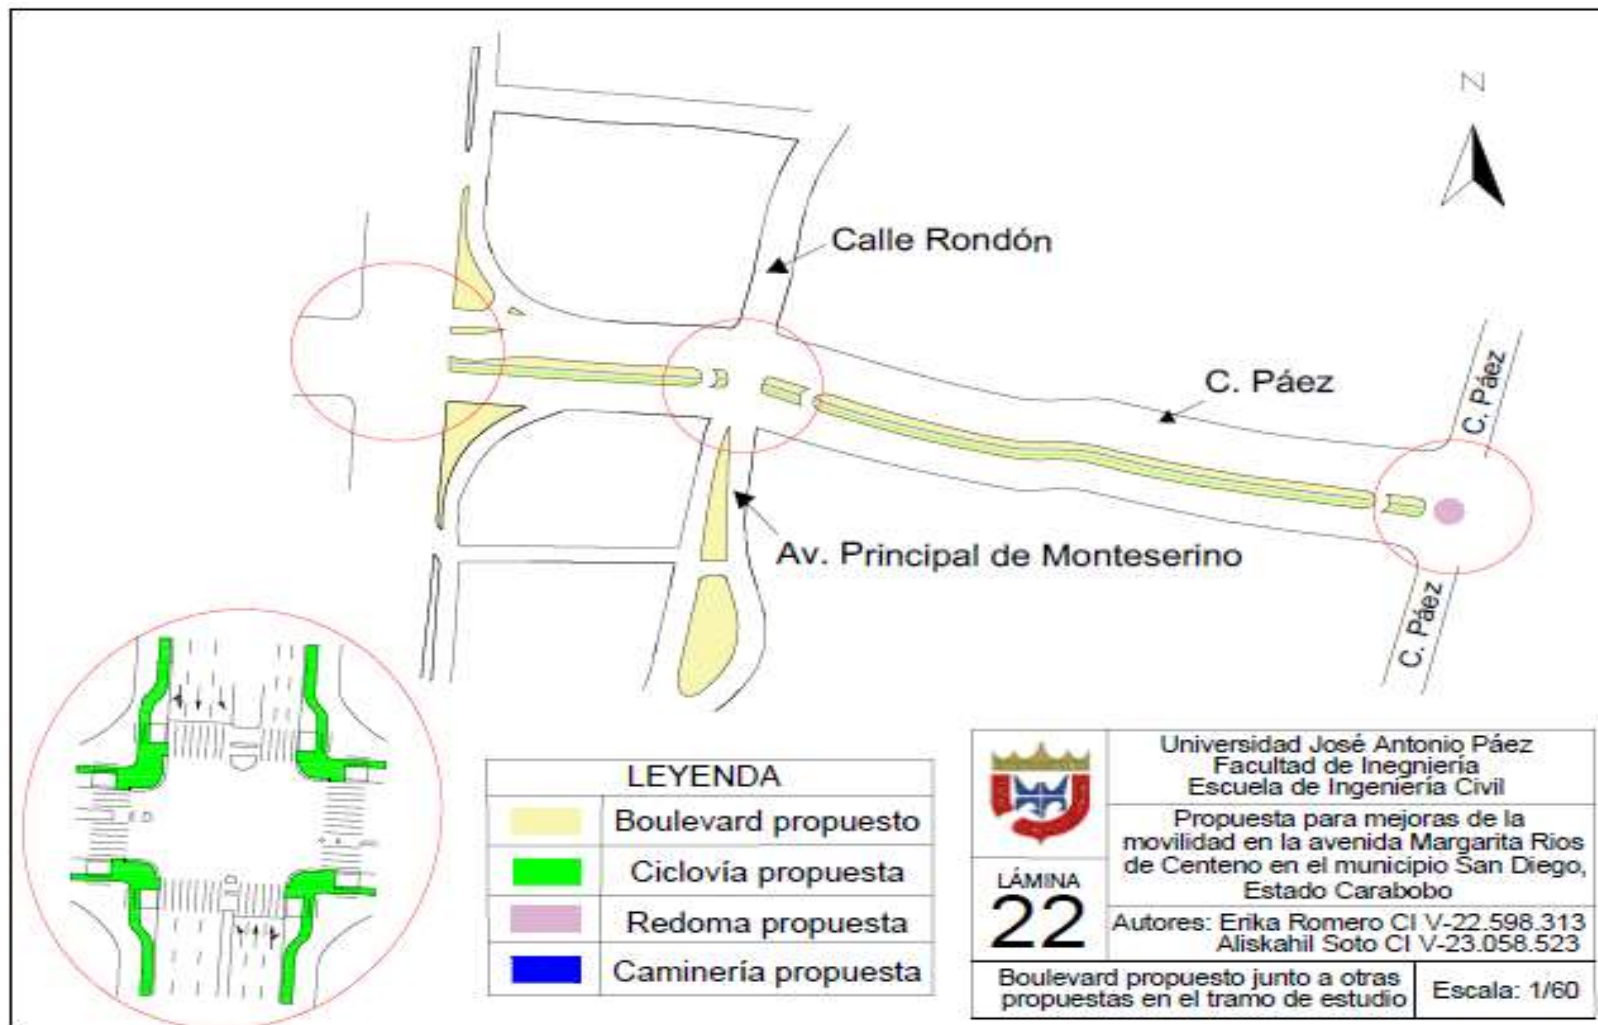 Z
Calle Rondón
C. Páez
C. Páez
Av. Principal de Monteserino
C. Páez
LEYENDA
Boulevard propuesto
Ciclovía propuesta
Redoma propuesta
Caminería propuesta
Universidad José Antonio Páez
Facultad de Inegniería
Escuela de Ingeniería Civil
Propuesta para mejoras de la
movilidad en la avenida Margarita Rios
de Centeno en el municipio San Diego,
Estado Carabobo
LÁMINA
22
Autores: Erika Romero CI V-22.598.313
Aliskahil Soto CI V-23.058.523
Boulevard propuesto junto a otras
propuestas en el tramo de estudio
Escala: 1/60